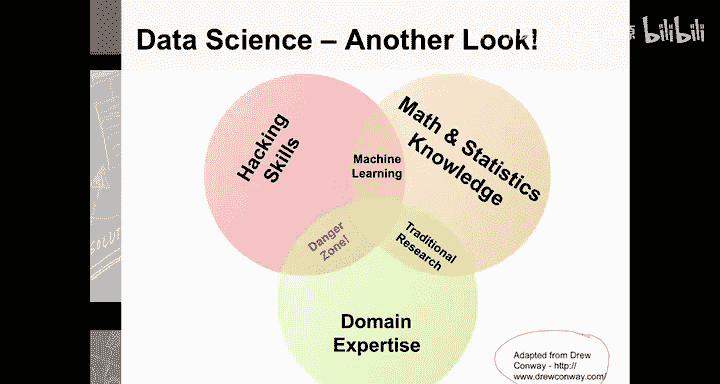 Data Science – Another Look!
bilibili
Hacking
Skills
Math & Statistics
Knowledge
Machine
Learning
Danger
Zone!
Traditional
Research
Domain
Expertise
Adapted from Drew
Conway - http://
www.drewconway.com/